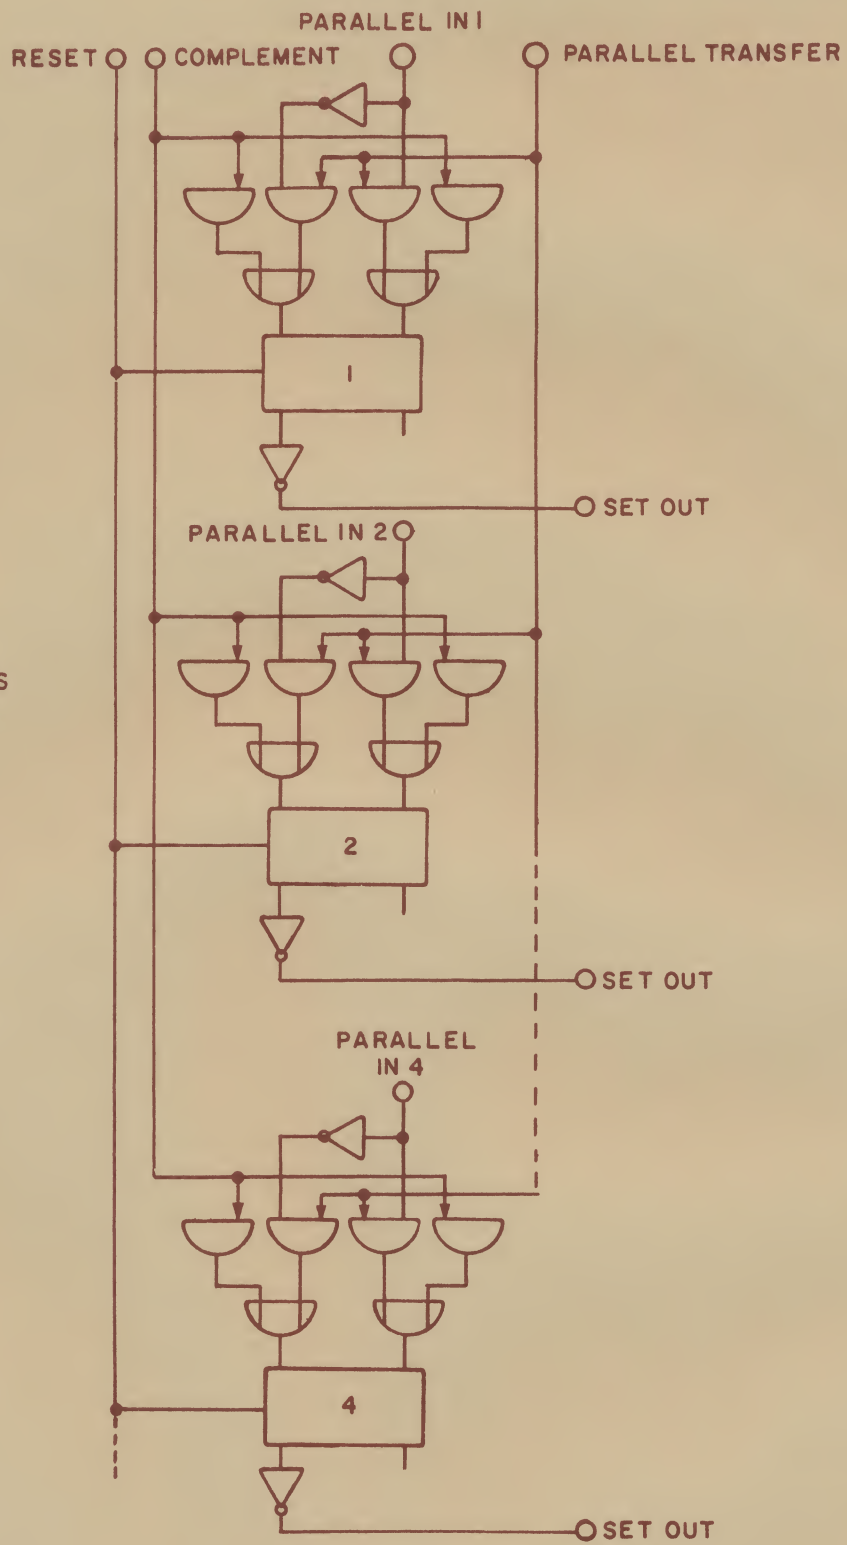 PARALLEL IN 1
RESET COMPLEMENT PARALLEL TRANSFER
1
SET OUT
PARALLEL IN 2
S
2
SET OUT
PARALLEL
IN 4
4
SET OUT